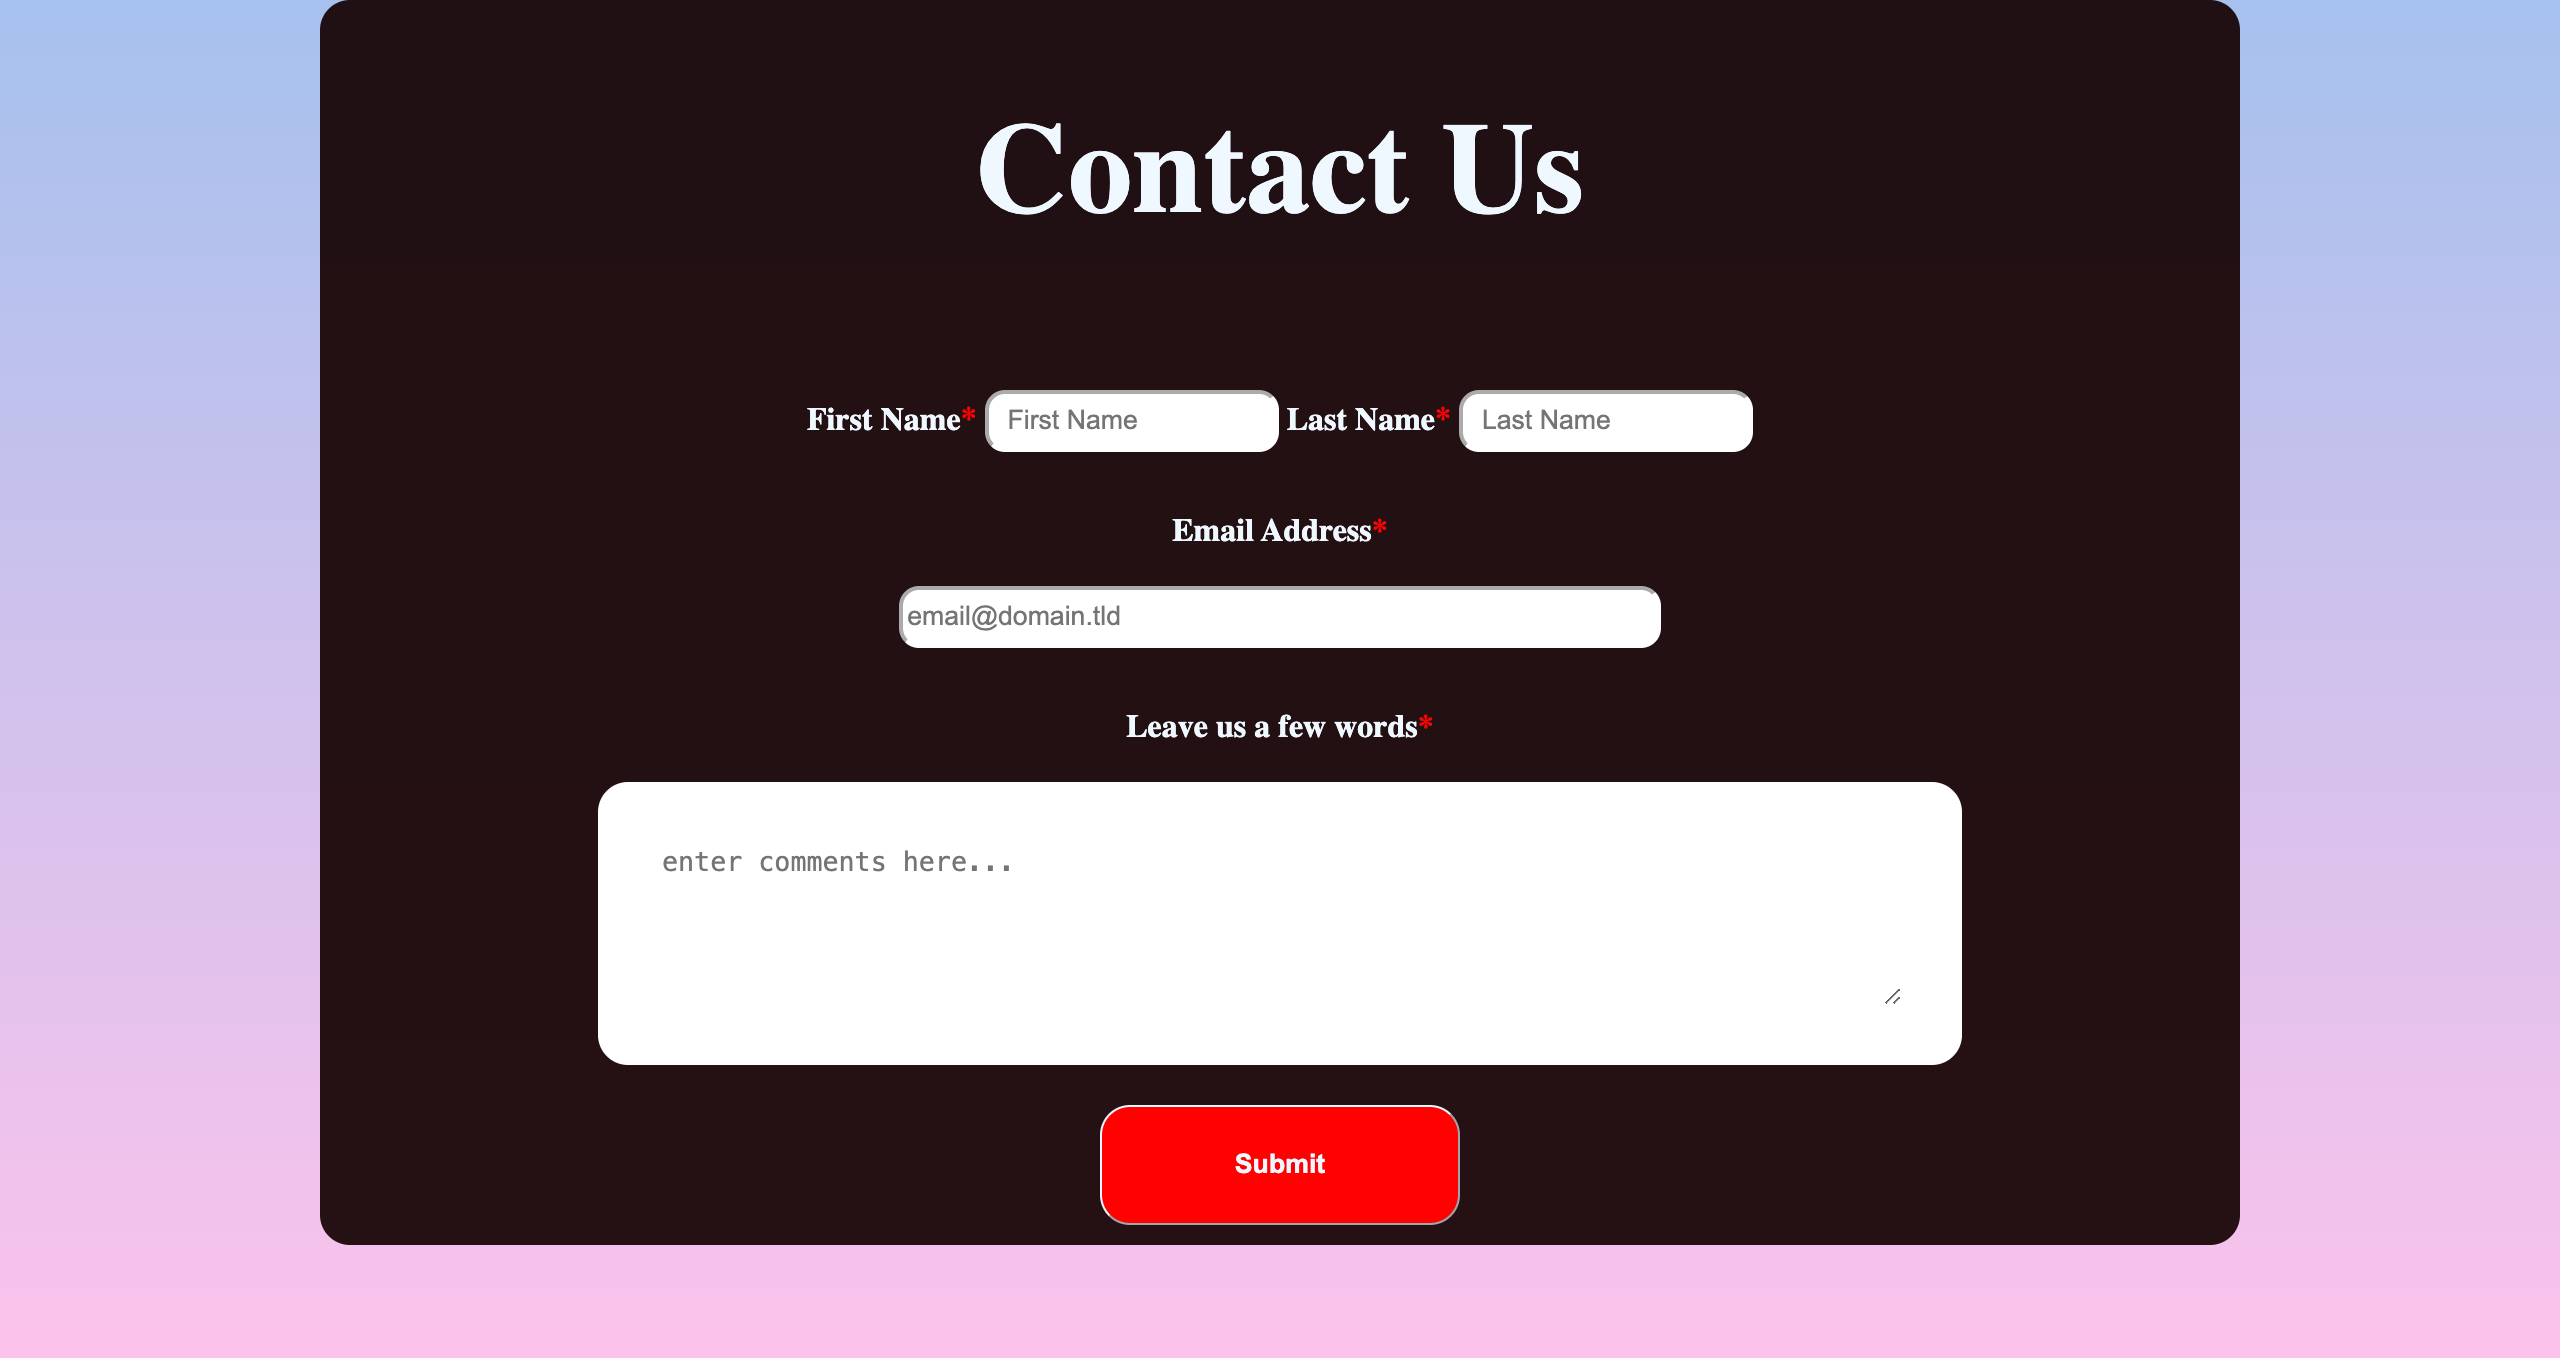 Contact Us
First Name* First Name Last Name* Last Name
Email Address*
email@domain.tld
Leave us a few words*
enter comments here...
Submit